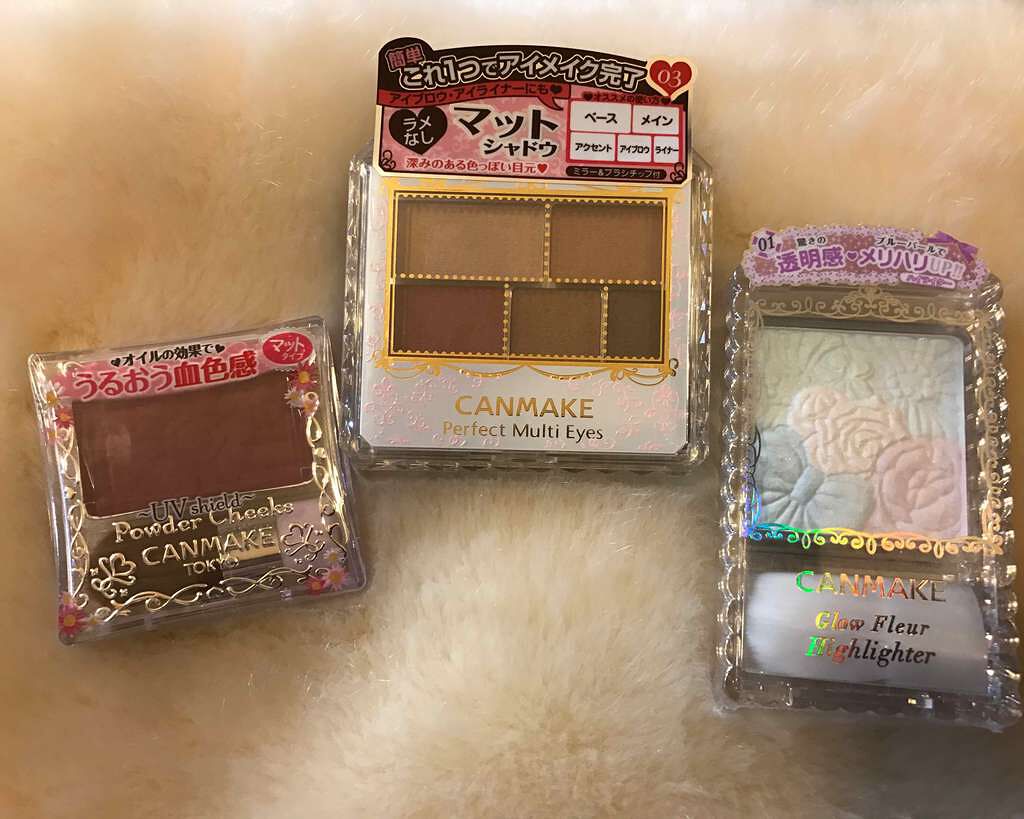 オイルの効果で
うるおう血色感
マット
タイプ
~UV shield~
Powder Cheeks
CANMAKE
TOKYO
簡単
これ1つでアイメイク完了
03
アイブロウ・アイライナーにも
ラメ
なし
マット
シャドウ
深みのある色っぽい目元
オススメの使い方
ベース
メイン
アクセント
アイブロウ
ライナー
ミラー&ブラシチップ付
CANMAKE
Perfect Multi Eyes
01
驚きの
ブルーパールで
透明感・メリハリUP!!
CANMAKE
Glow Fleur
Highlighter